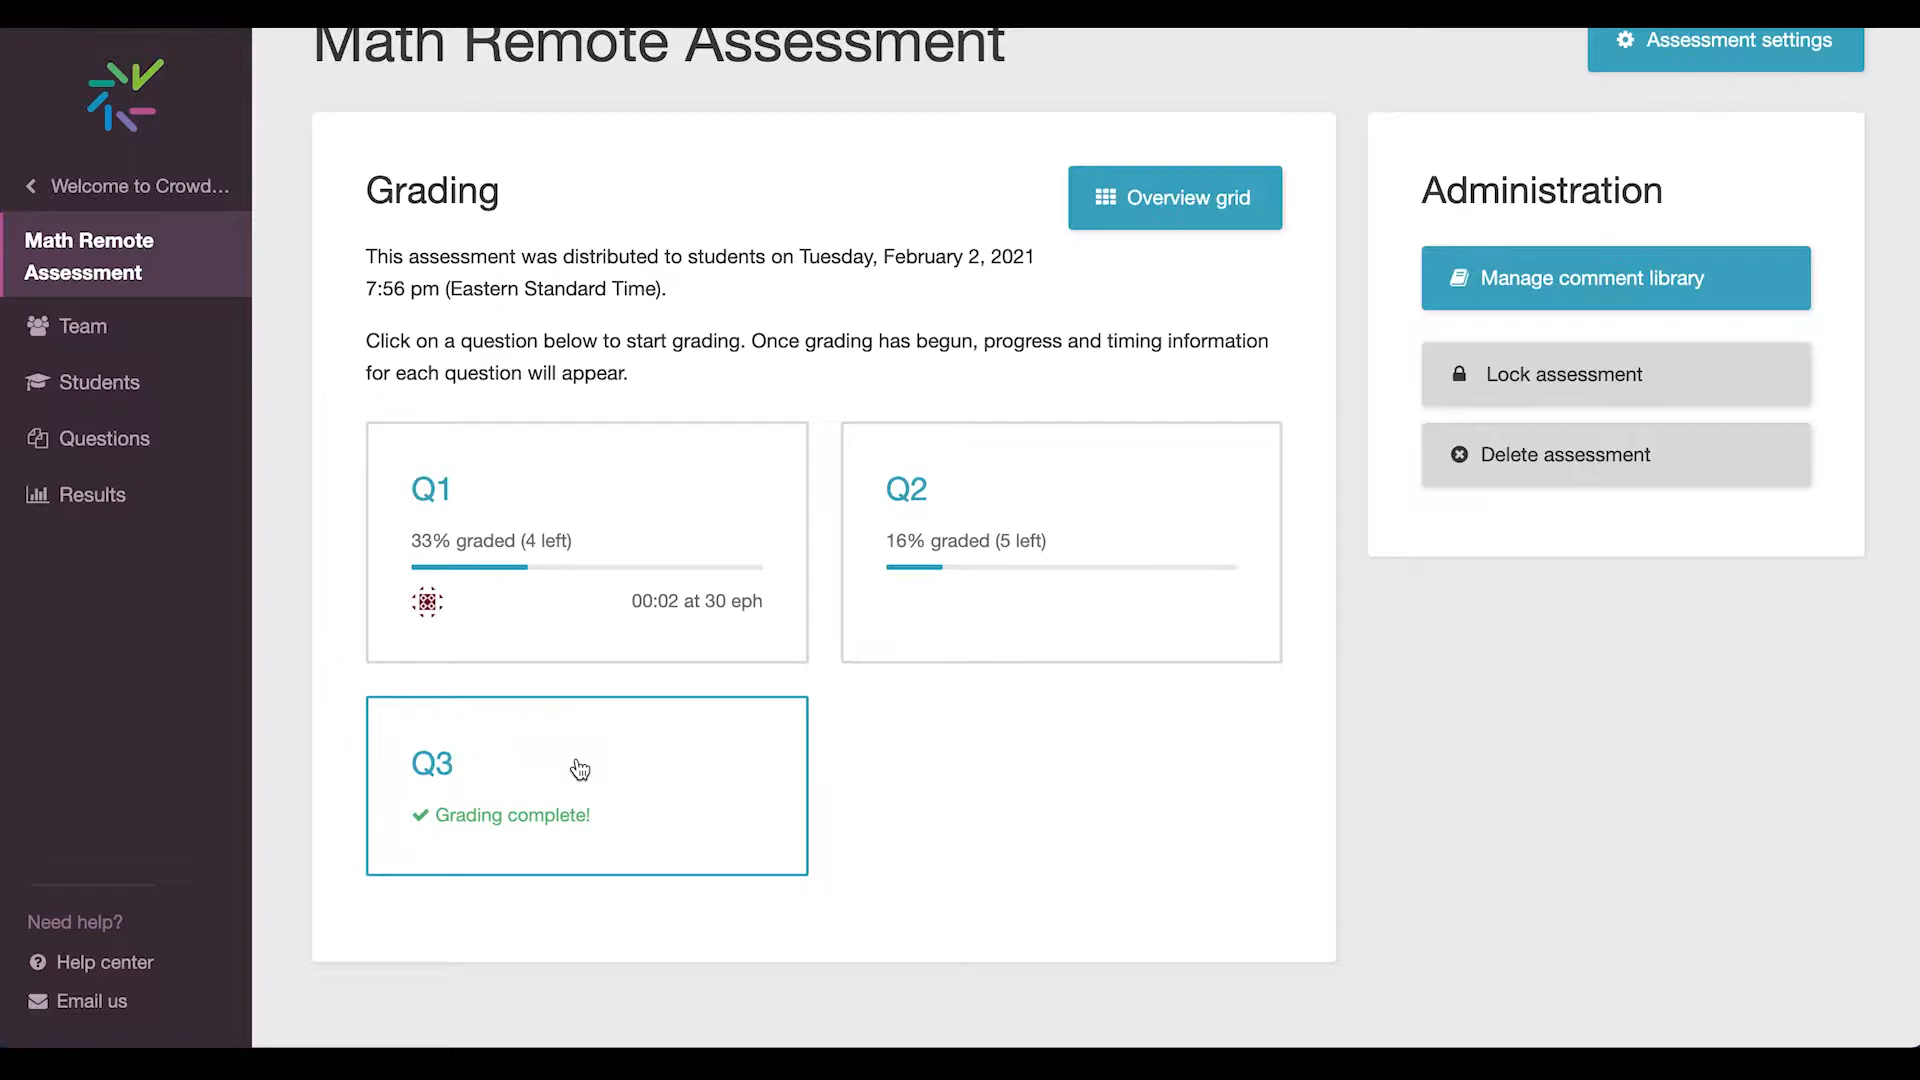 Math Remote Assessment
Assessment settings
Welcome to Crowd...
Math Remote
Assessment
Team
Students
Questions
Results
Need help?
Help center
Email us
Grading
Overview grid
This assessment was distributed to students on Tuesday, February 2, 2021
7:56 pm (Eastern Standard Time).
Click on a question below to start grading. Once grading has begun, progress and timing information
for each question will appear.
Q1
33% graded (4 left)
00:02 at 30 eph
Q2
16% graded (5 left)
Q3
Grading complete!
Administration
Manage comment library
Lock assessment
Delete assessment